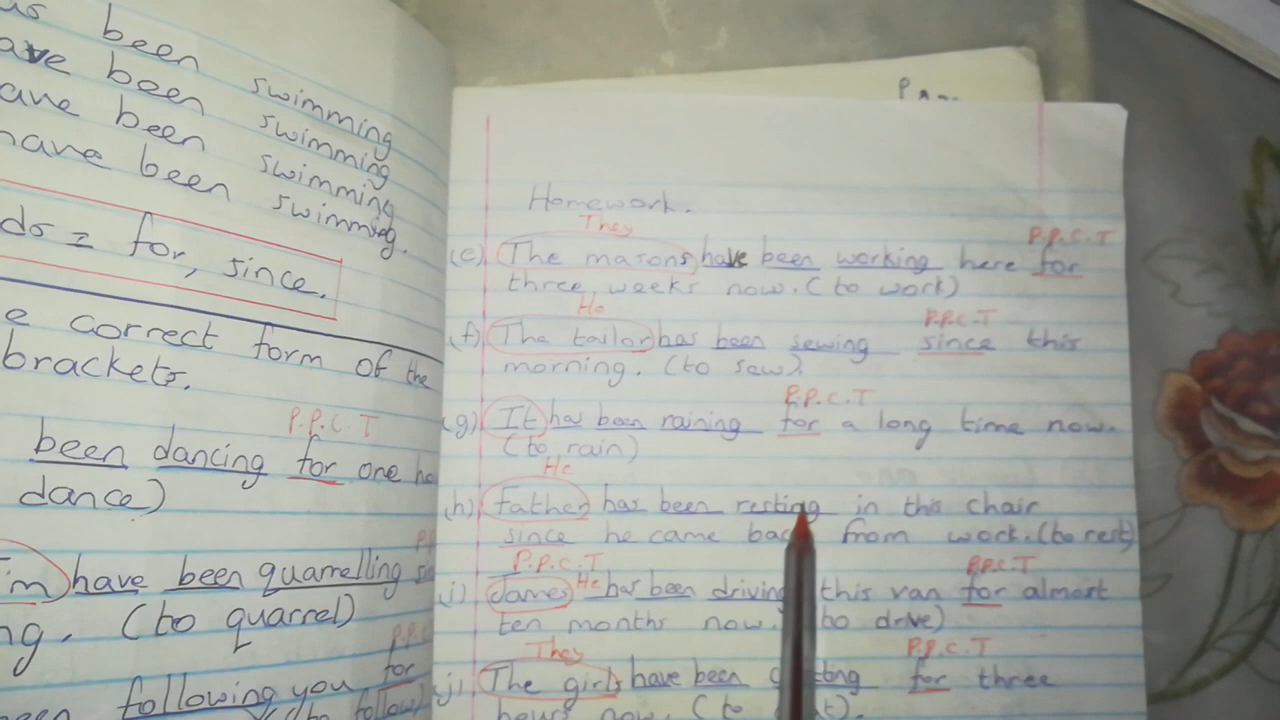 been
swimming
been
swimming
been
swimming
have been
swimming.
for, since.
correct form of the
brackets.
P.P.C.T
been dancing for one
dance)
have been quarrelling
(to quarrel)
following you for
Homework.
They
P.P.C.T
(e) The masons have been working here for
three weeks now. (to work)
He
P.P.C.T
(f) The tailor has been sewing since this
morning. (to sew)
P.P.C.T
(g) It has been raining for a long time now.
(to rain)
He
(h) father has been resting in this chair
since he came back from work. (to rest)
P.P.C.T
P.P.C.T
(i) James He has been driving this van for almost
ten months now. to drive)
They
P.P.C.T
j) The girls have been for three
hours now. (to